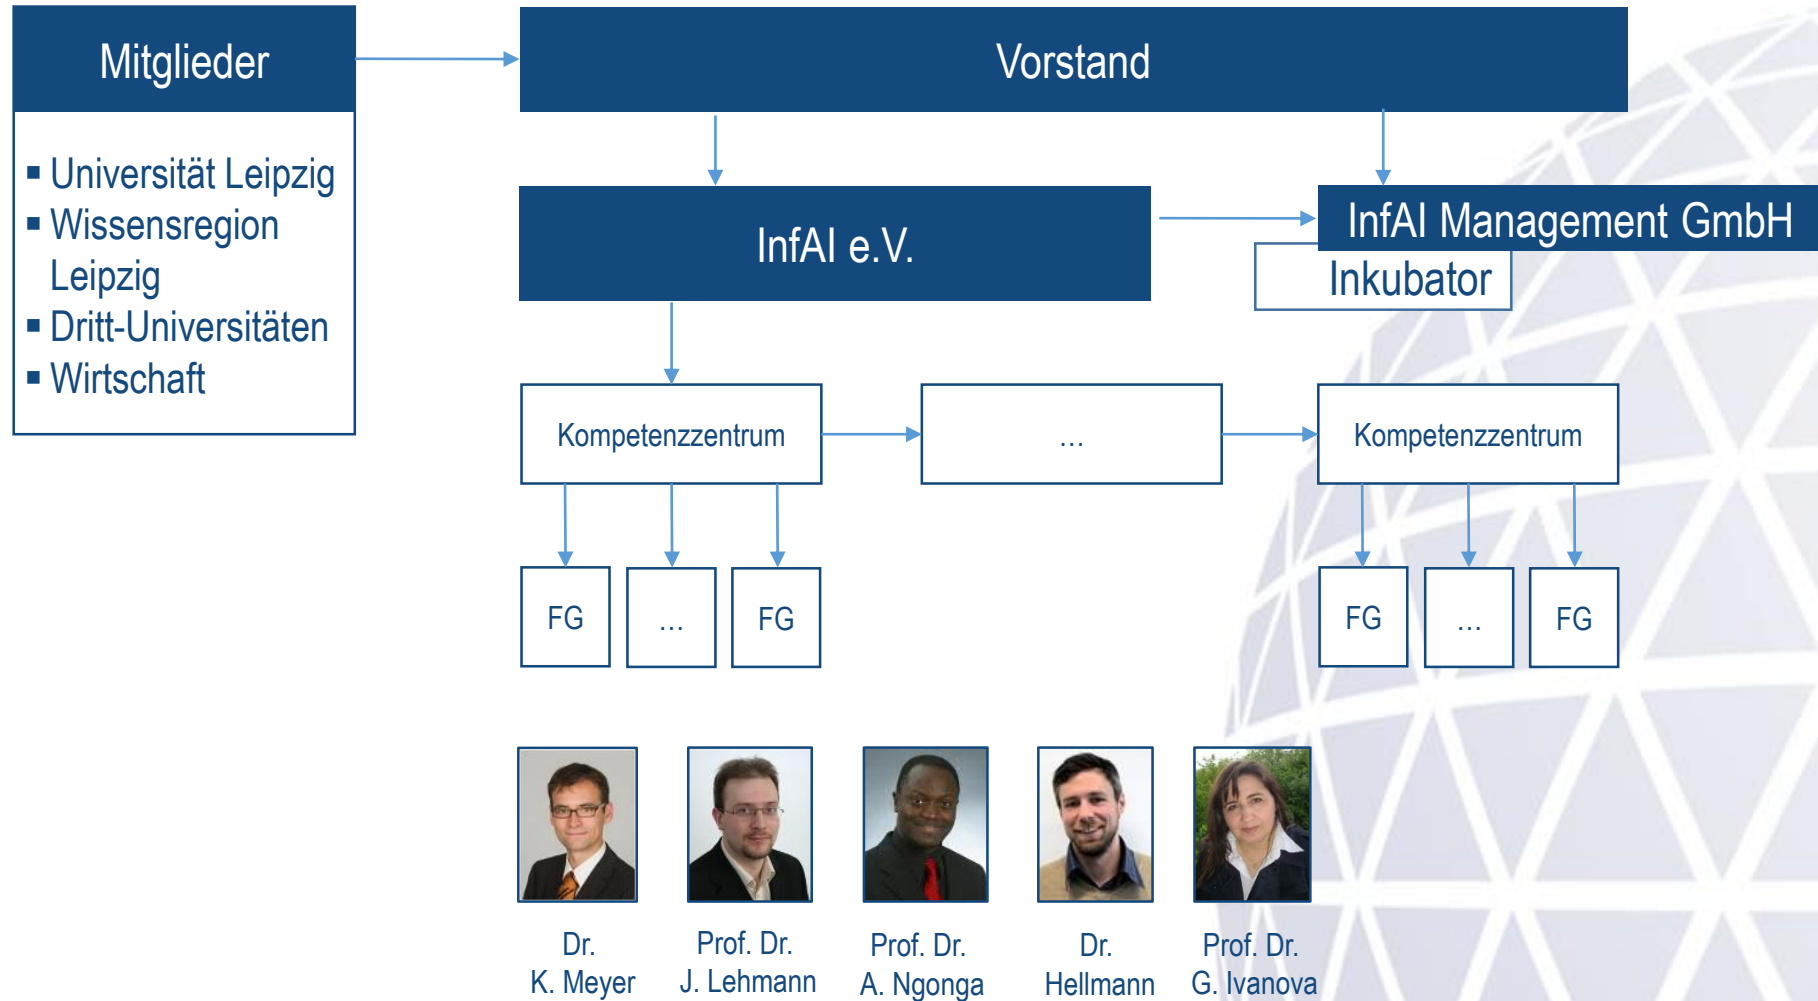 Mitglieder
Vorstand
▪ Universität Leipzig
▪ Wissensregion
Leipzig
▪ Dritt-Universitäten
▪ Wirtschaft
InfAI e.V.
InfAI Management GmbH
Inkubator
Kompetenzzentrum
...
Kompetenzzentrum
FG
...
FG
FG
...
FG
Dr.
K. Meyer
Prof. Dr.
J. Lehmann
Prof. Dr.
A. Ngonga
Dr.
Hellmann
Prof. Dr.
G. Ivanova